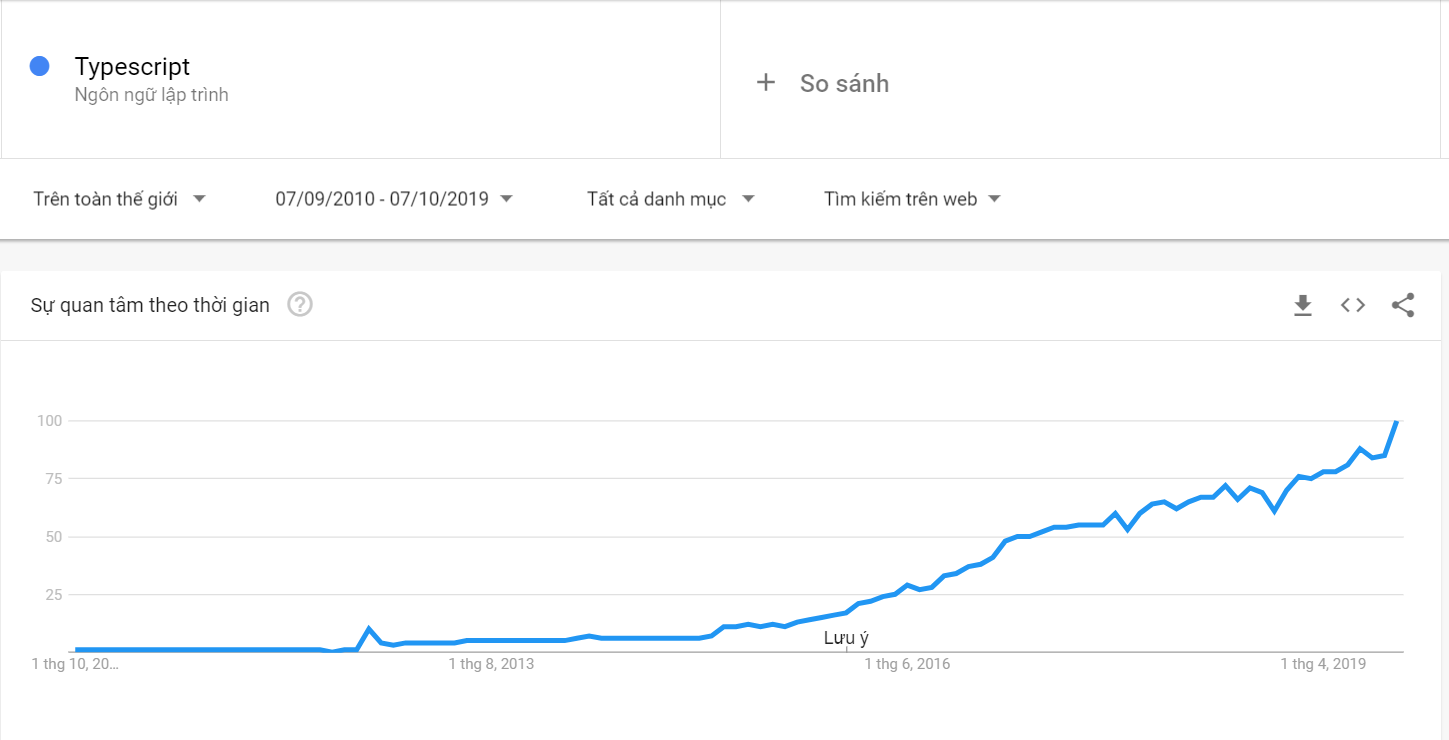 Typescript
Ngôn ngữ lập trình
+ So sánh
Trên toàn thế giới
07/09/2010 - 07/10/2019
Tất cả danh mục
Tìm kiếm trên web
Sự quan tâm theo thời gian
100
75
50
25
Lưu ý
1 thg 10, 20...
1 thg 8, 2013
1 thg 6, 2016
1 thg 4, 2019